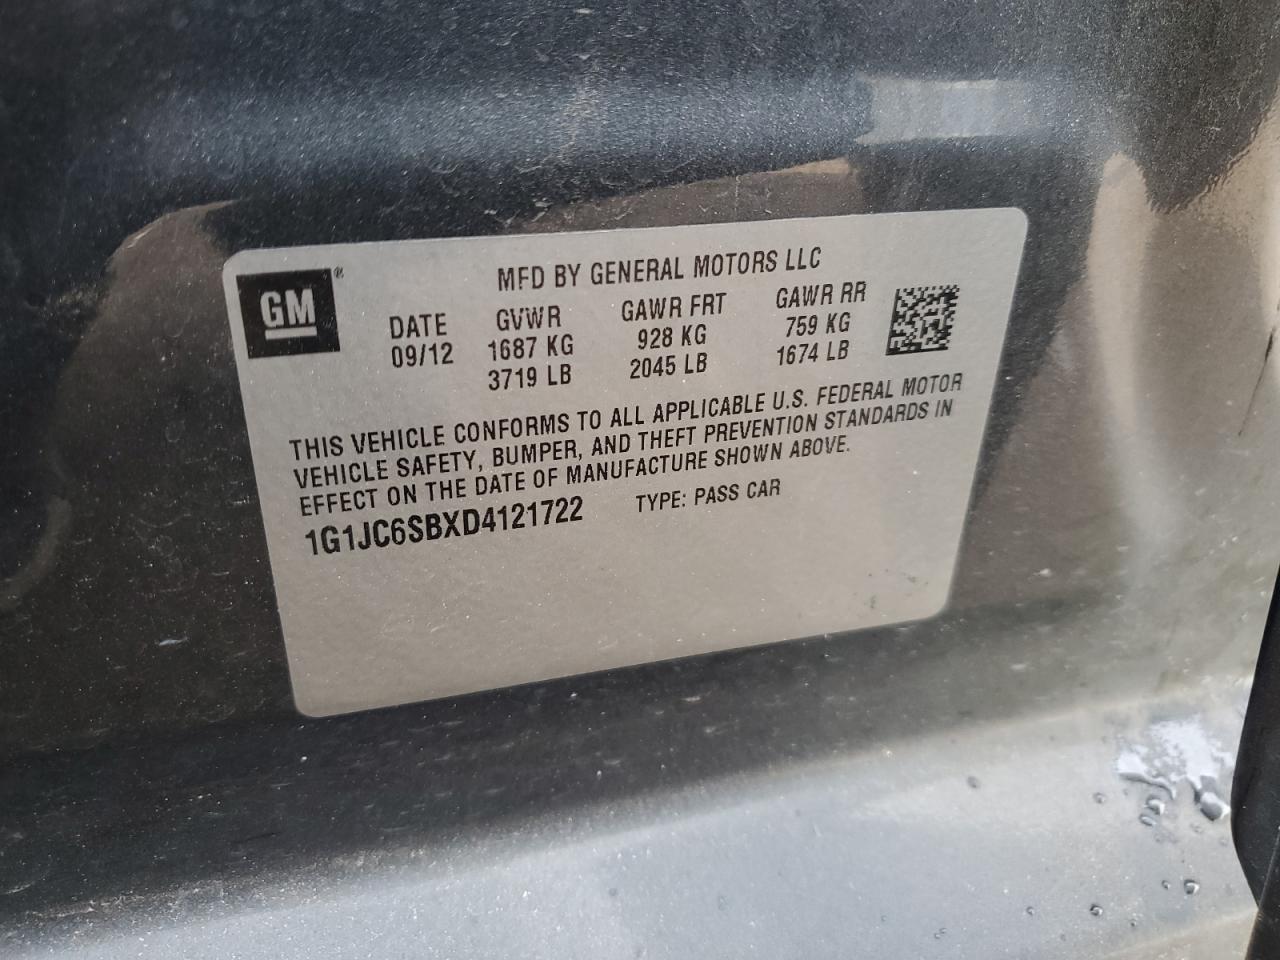 GM ®
MFD BY GENERAL MOTORS LLC
DATE GVWR GAWR FRT GAWR RR
09/12 1687 KG 928 KG 759 KG
3719 LB 2045 LB 1674 LB
THIS VEHICLE CONFORMS TO ALL APPLICABLE U.S. FEDERAL MOTOR
VEHICLE SAFETY, BUMPER, AND THEFT PREVENTION STANDARDS IN
EFFECT ON THE DATE OF MANUFACTURE SHOWN ABOVE.
1G1JC6SBXD4121722 TYPE: PASS CAR